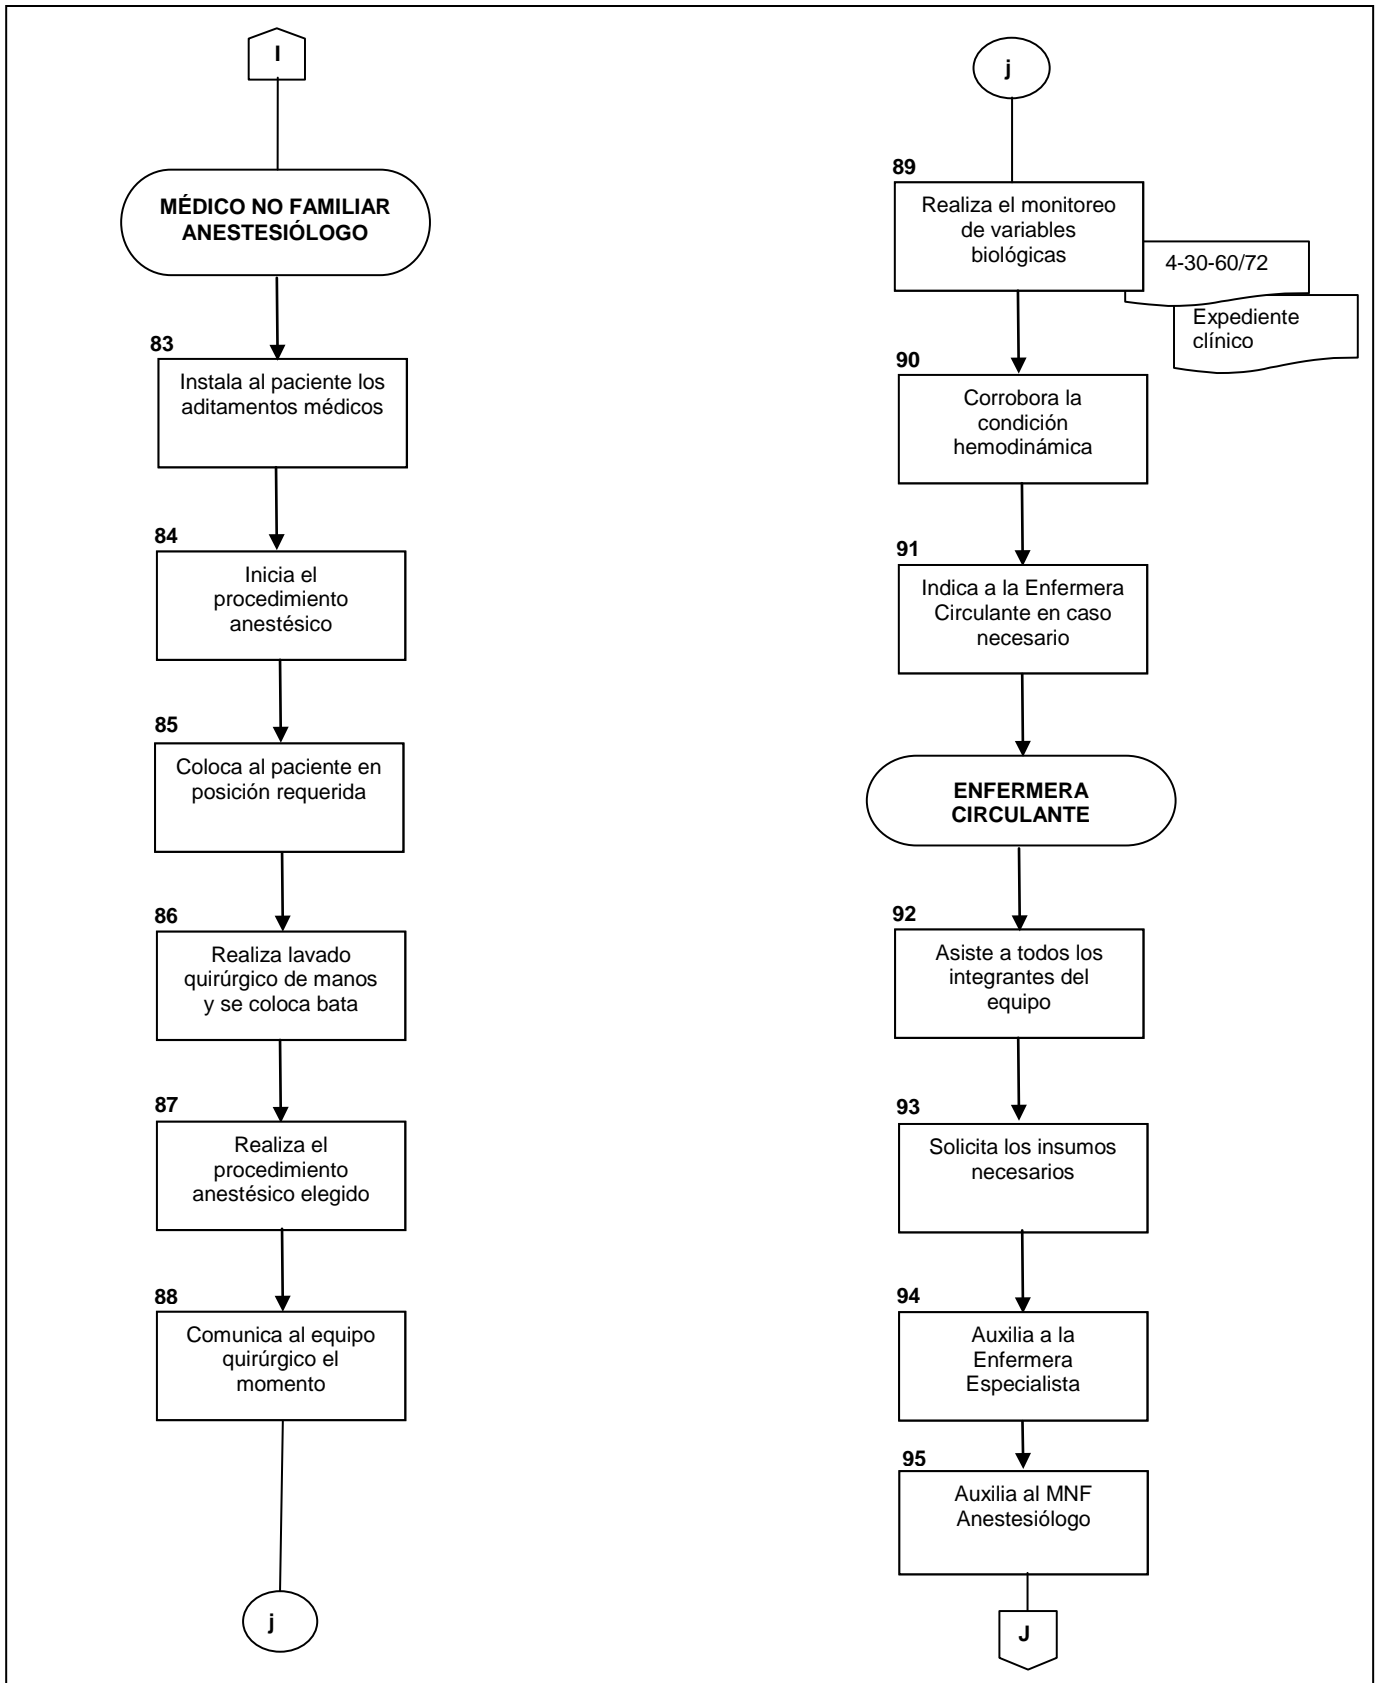 I
MÉDICO NO FAMILIAR
ANESTESIÓLOGO
83
Instala al paciente los
aditamentos médicos
84
Inicia el
procedimiento
anestésico
85
Coloca al paciente en
posición requerida
86
Realiza lavado
quirúrgico de manos
y se coloca bata
87
Realiza el
procedimiento
anestésico elegido
88
Comunica al equipo
quirúrgico el
momento
j
j
89
Realiza el monitoreo
de variables
biológicas
4-30-60/72
Expediente
clínico
90
Corrobora la
condición
hemodinámica
91
Indica a la Enfermera
Circulante en caso
necesario
ENFERMERA
CIRCULANTE
92
Asiste a todos los
integrantes del
equipo
93
Solicita los insumos
necesarios
94
Auxilia a la
Enfermera
Especialista
95
Auxilia al MNF
Anestesiólogo
J